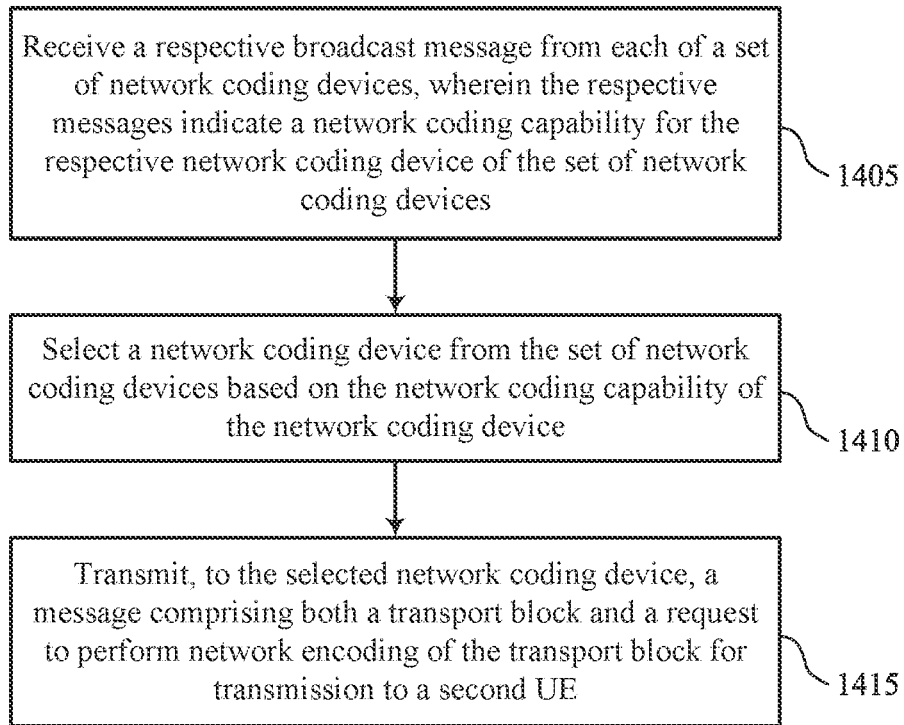 Receive a respective broadcast message from each of a set
of network coding devices, wherein the respective
messages indicate a network coding capability for the
respective network coding device of the set of network
coding devices
1405
Select a network coding device from the set of network
coding devices based on the network coding capability of
the network coding device
1410
Transmit, to the selected network coding device, a
message comprising both a transport block and a request
to perform network encoding of the transport block for
transmission to a second UE
1415